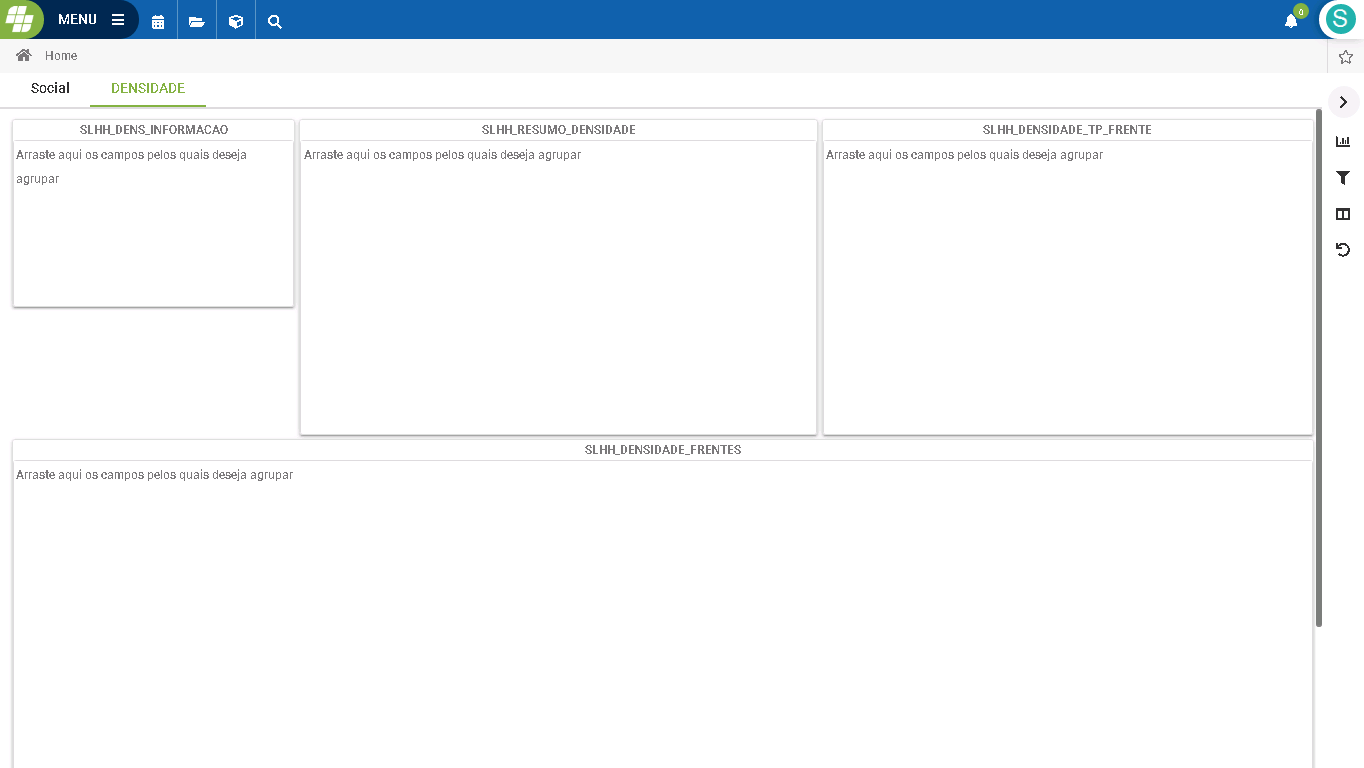 MENU
0
S
Home
Social
DENSIDADE
SLHH_DENS_INFORMACAO
Arraste aqui os campos pelos quais deseja
agrupar
SLHH_RESUMO_DENSIDADE
Arraste aqui os campos pelos quais deseja agrupar
SLHH_DENSIDADE_TP_FRENTE
Arraste aqui os campos pelos quais deseja agrupar
SLHH_DENSIDADE_FRENTES
Arraste aqui os campos pelos quais deseja agrupar